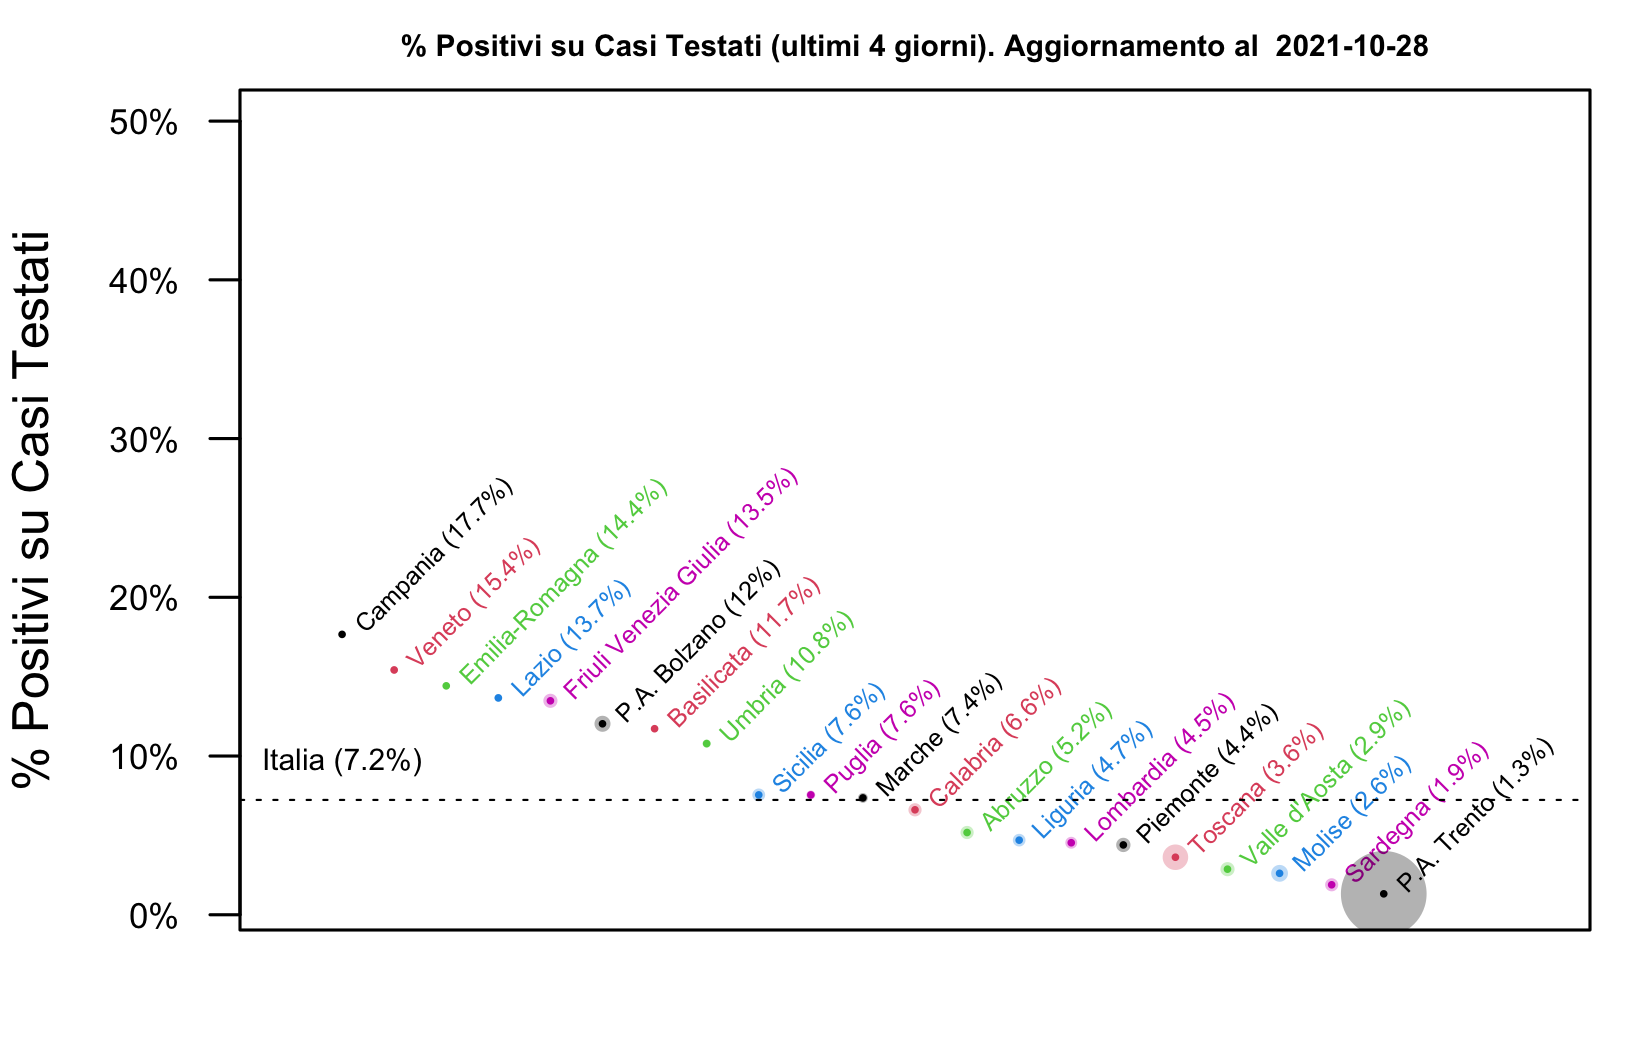 % Positivi su Casi Testati (ultimi 4 giorni). Aggiornamento al  2021-10-28
% Positivi su Casi Testati
50%
40%
30%
20%
10%
0%
Italia (7.2%)
Campania (17.7%)
Veneto (15.4%)
Emilia-Romagna (14.4%)
Lazio (13.7%)
Friuli Venezia Giulia (13.5%)
P.A. Bolzano (12%)
Basilicata (11.7%)
Umbria (10.8%)
Sicilia (7.6%)
Puglia (7.6%)
Marche (7.4%)
Calabria (6.6%)
Abruzzo (5.2%)
Liguria (4.7%)
Lombardia (4.5%)
Piemonte (4.4%)
Toscana (3.6%)
Valle d'Aosta (2.9%)
Molise (2.6%)
Sardegna (1.9%)
P.A. Trento (1.3%)